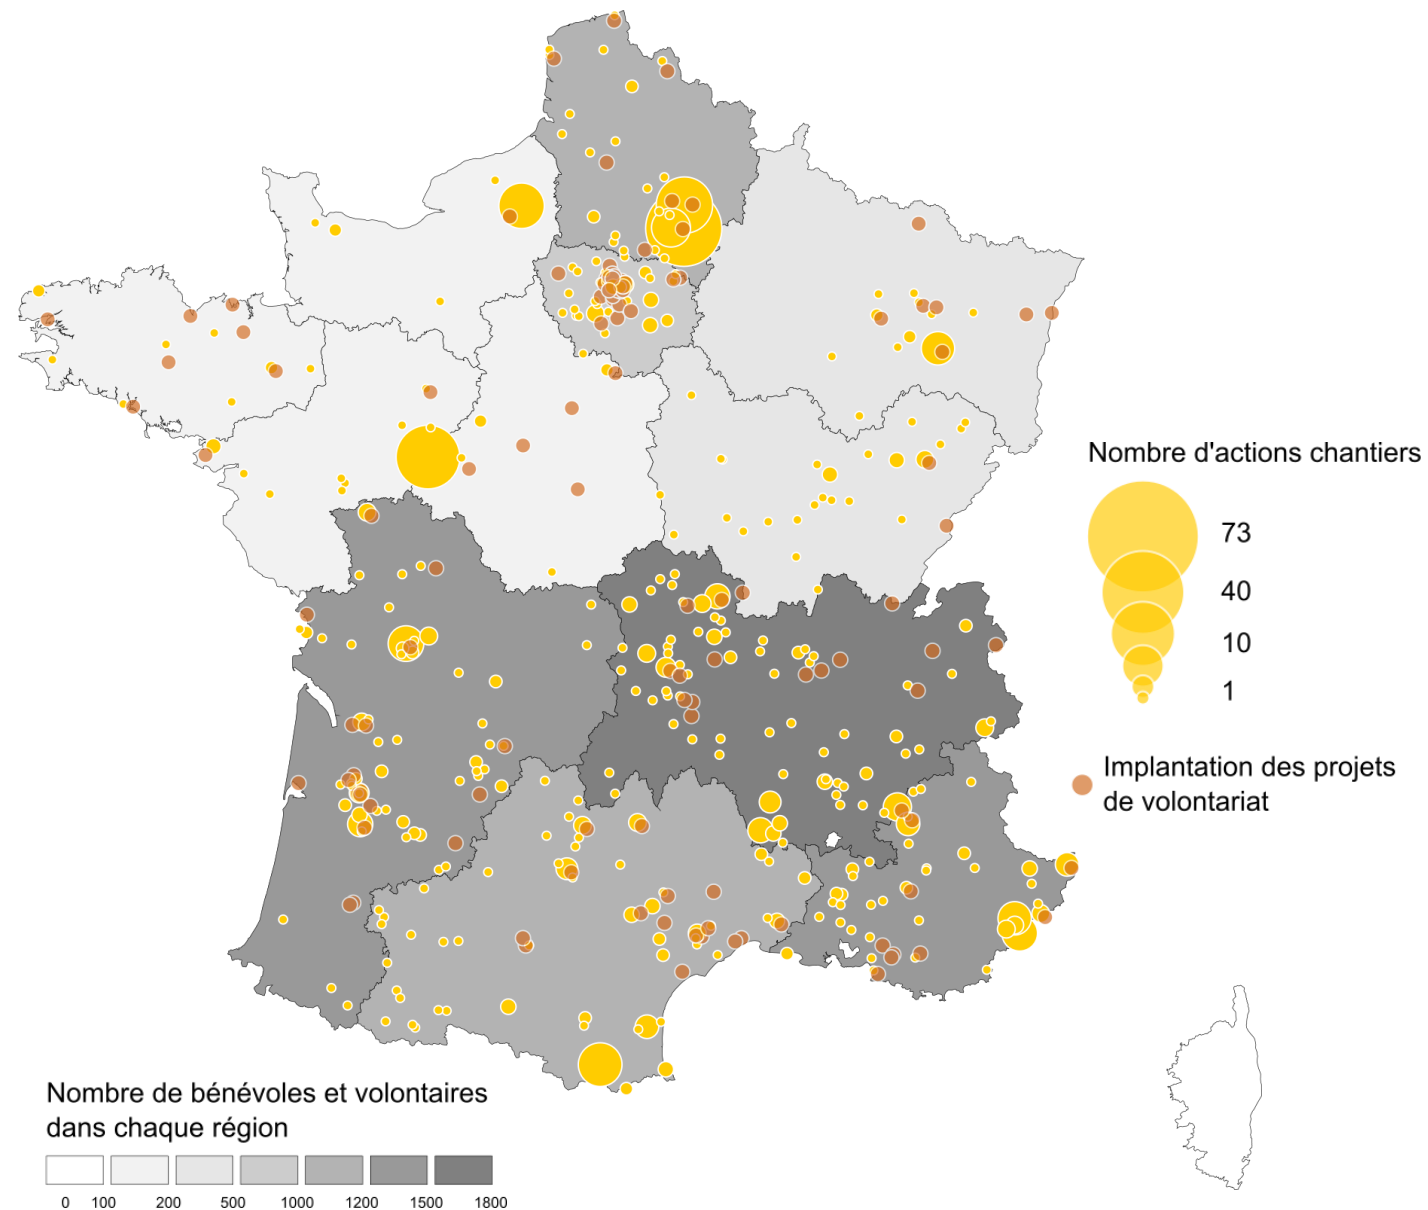 Nombre d'actions chantiers
73
40
10
1
Implantation des projets
de volontariat
Nombre de bénévoles et volontaires
dans chaque région
0 100 200 500 1000 1200 1500 1800